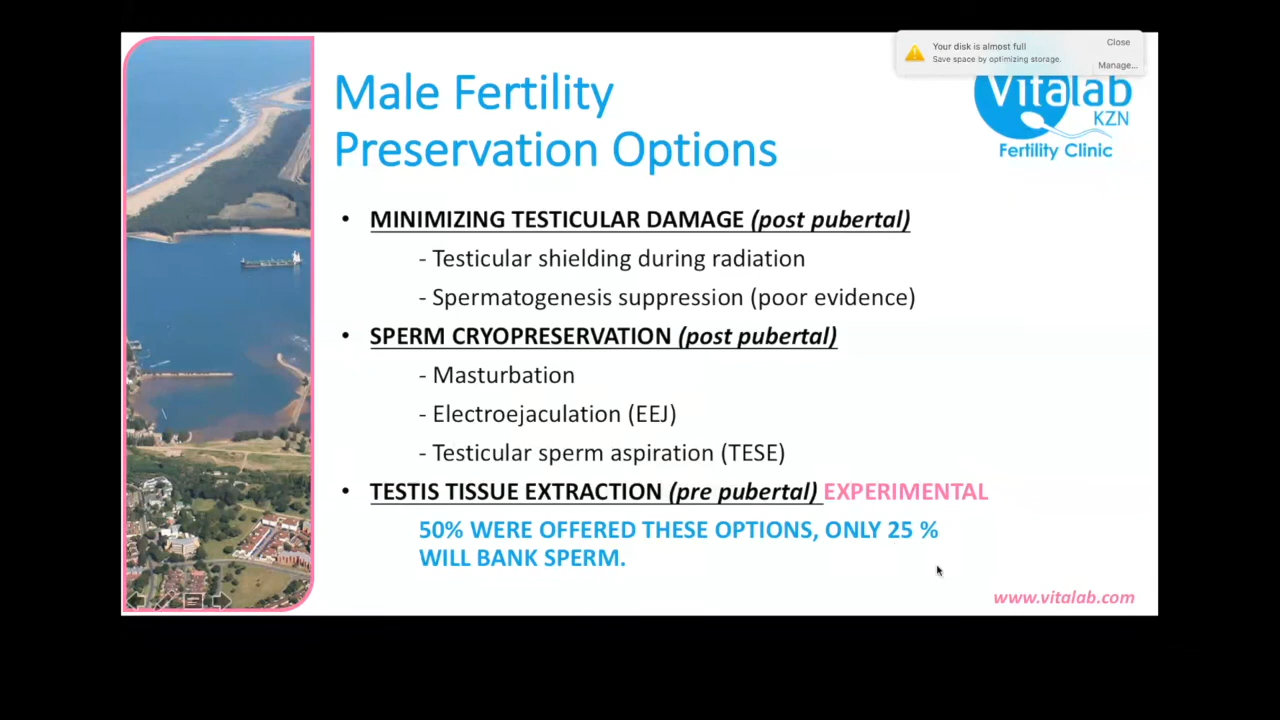 Your disk is almost full
Save space by optimizing storage.
Close
Manage...
Vitalab
KZN
Fertility Clinic
Male Fertility
Preservation Options
• MINIMIZING TESTICULAR DAMAGE (post pubertal)
- Testicular shielding during radiation
- Spermatogenesis suppression (poor evidence)
• SPERM CRYOPRESERVATION (post pubertal)
- Masturbation
- Electroejaculation (EEJ)
- Testicular sperm aspiration (TESE)
• TESTIS TISSUE EXTRACTION (pre pubertal) EXPERIMENTAL
50% WERE OFFERED THESE OPTIONS, ONLY 25 %
WILL BANK SPERM.
www.vitalab.com